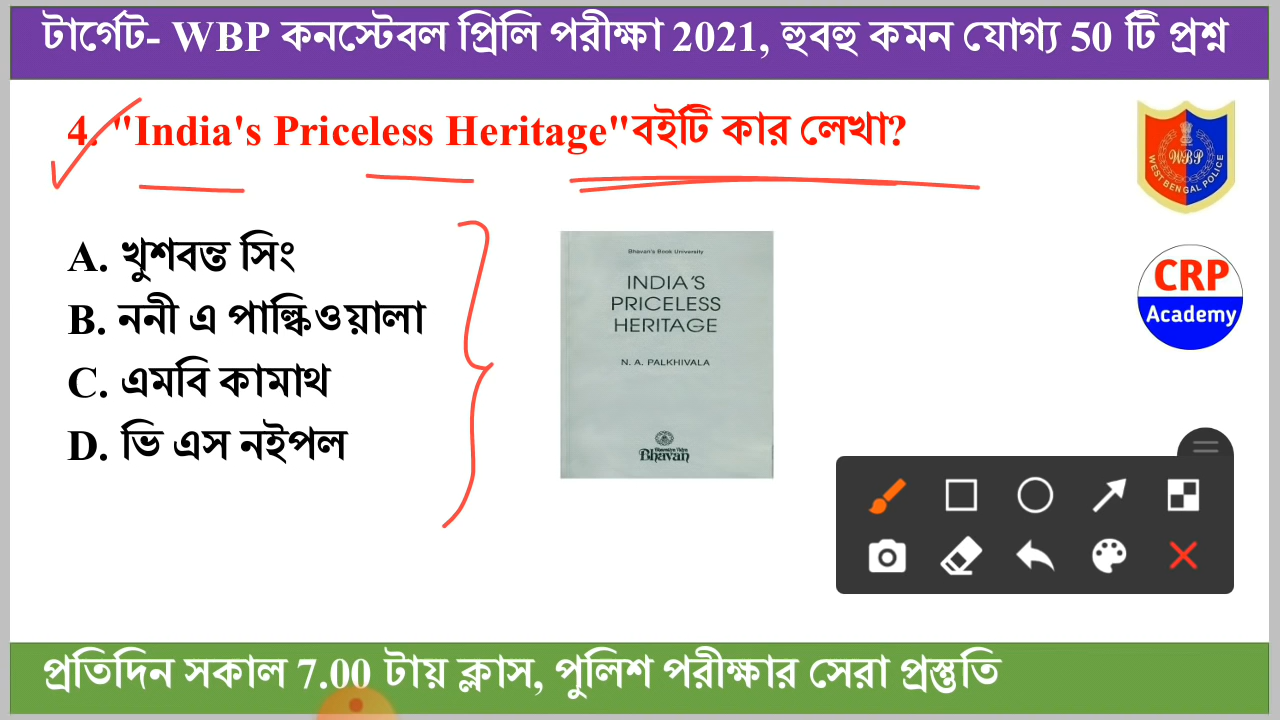 টার্গেট- WBP কনস্টেবল প্রিলি পরীক্ষা 2021, হুবহু কমন যোগ্য 50 টি প্রশ্ন
4. "India's Priceless Heritage"বইটি কার লেখা?
A. খুশবন্ত সিং
B. ননী এ পাল্কিওয়ালা
C. এমবি কামাথ
D. ভি এস নইপল
Bhavan's Book University
INDIA'S
PRICELESS
HERITAGE
N. A. PALKHIVALA
Bharatiya Vidya
Bhavan
WBP
WEST BENGAL POLICE
CRP
Academy
প্রতিদিন সকাল 7.00 টায় ক্লাস, পুলিশ পরীক্ষার সেরা প্রস্তুতি